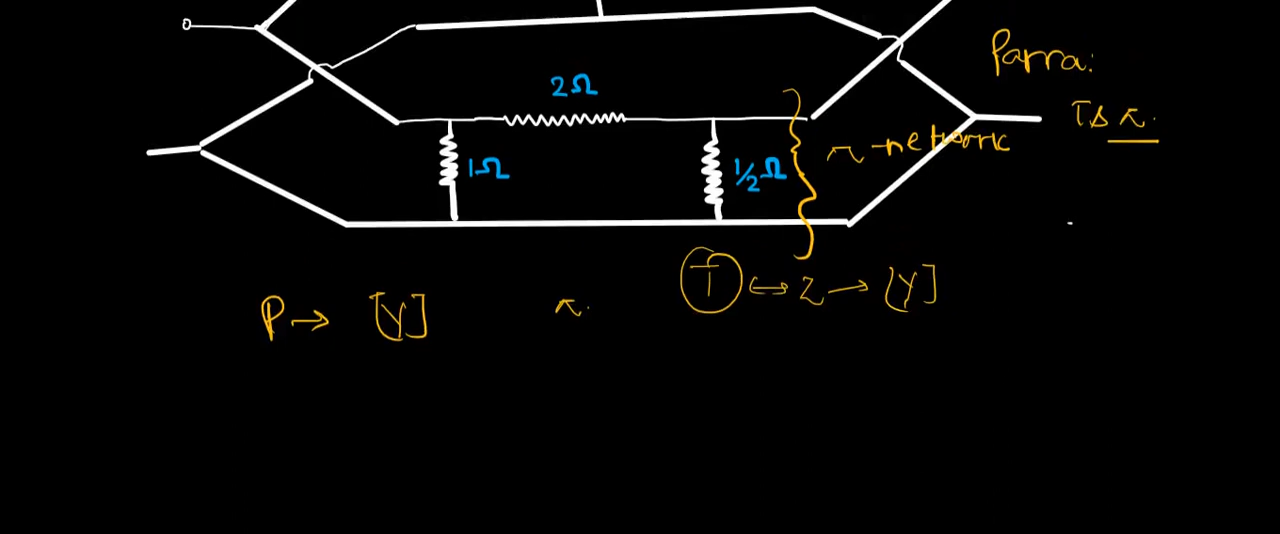 Parra:
2Ω
T & π.
π-network
1Ω
1/2Ω
T ↔ Z → [Y]
P → [Y]
π.